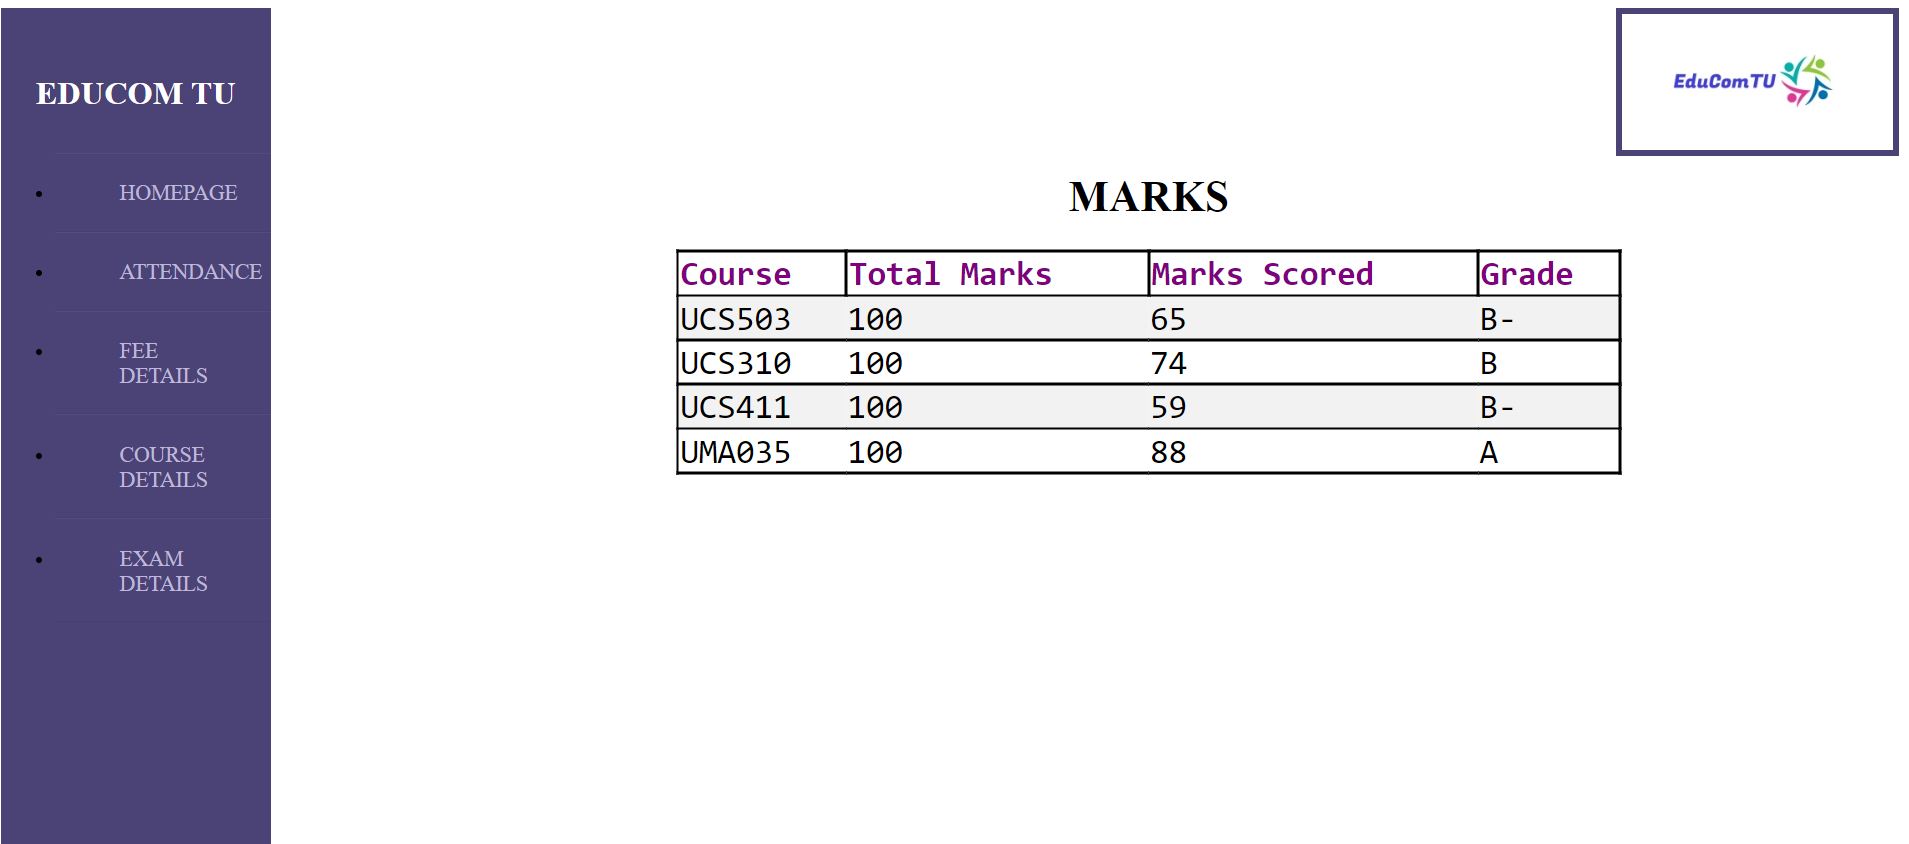 EDUCOM TU
HOMEPAGE
ATTENDANCE
FEE
DETAILS
COURSE
DETAILS
EXAM
DETAILS
EduComTU
MARKS
Course Total Marks Marks Scored Grade
UCS503 100 65 B-
UCS310 100 74 B
UCS411 100 59 B-
UMA035 100 88 A